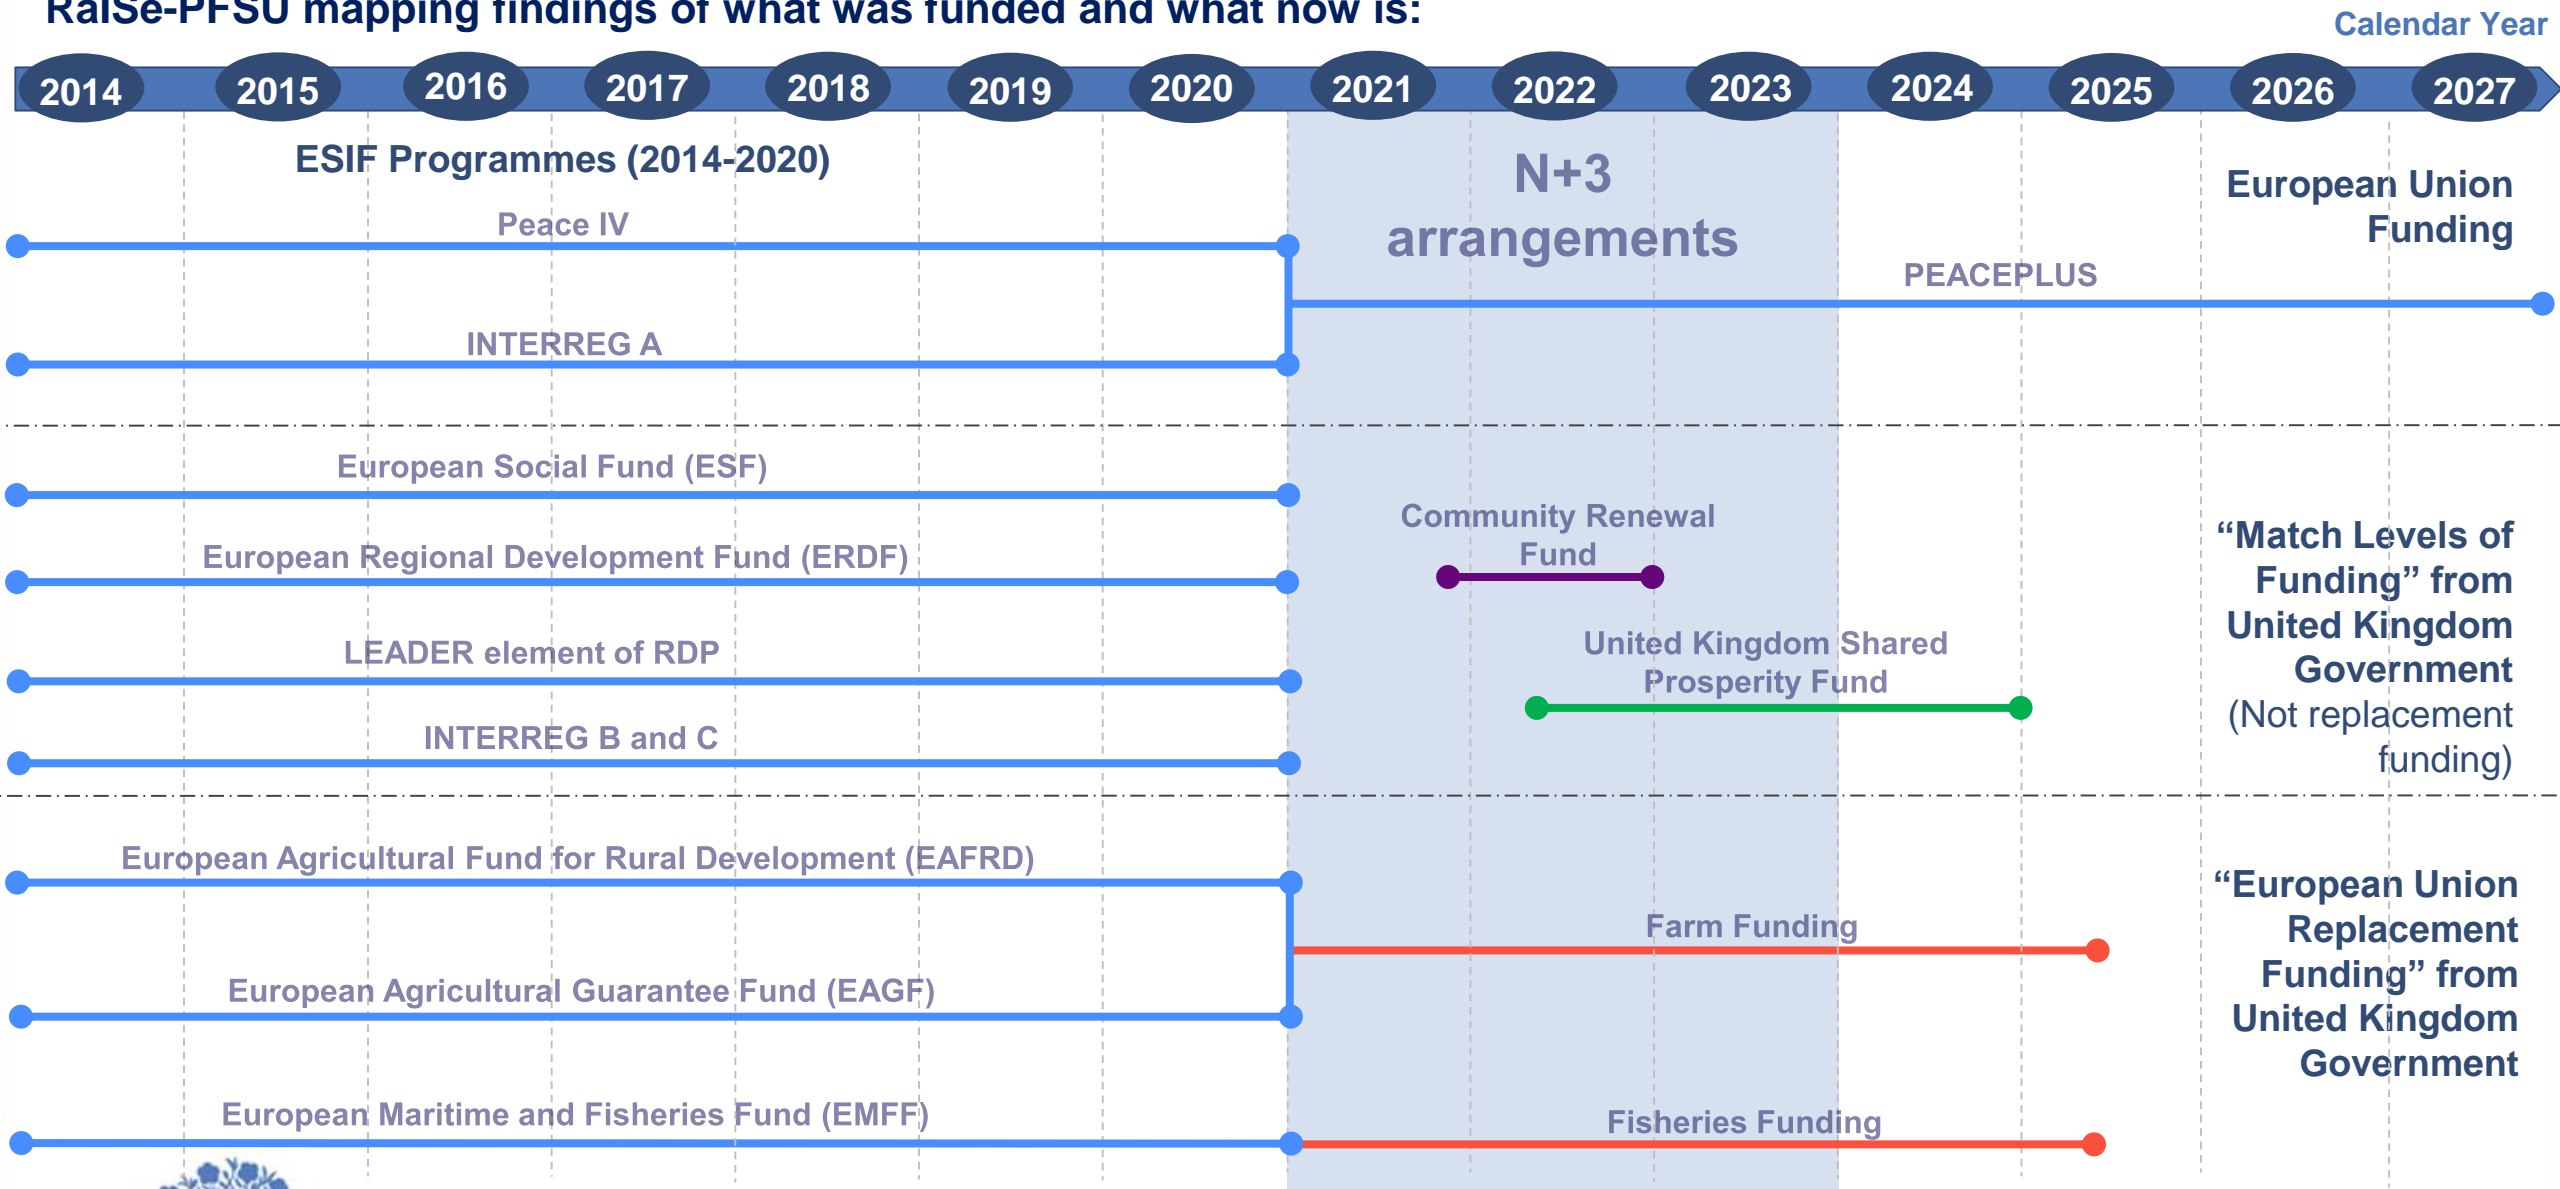 RaISe-PFSU mapping findings of what was funded and what now is:
Calendar Year
2014 2015 2016 2017 2018 2019 2020 2021 2022 2023 2024 2025 2026 2027
ESIF Programmes (2014-2020)
N+3
arrangements
European Union
Funding
Peace IV
PEACEPLUS
INTERREG A
European Social Fund (ESF)
Community Renewal
Fund
European Regional Development Fund (ERDF)
“Match Levels of
Funding” from
United Kingdom
Government
(Not replacement
funding)
LEADER element of RDP
United Kingdom Shared
Prosperity Fund
INTERREG B and C
European Agricultural Fund for Rural Development (EAFRD)
Farm Funding
“European Union
Replacement
Funding” from
United Kingdom
Government
European Agricultural Guarantee Fund (EAGF)
European Maritime and Fisheries Fund (EMFF)
Fisheries Funding